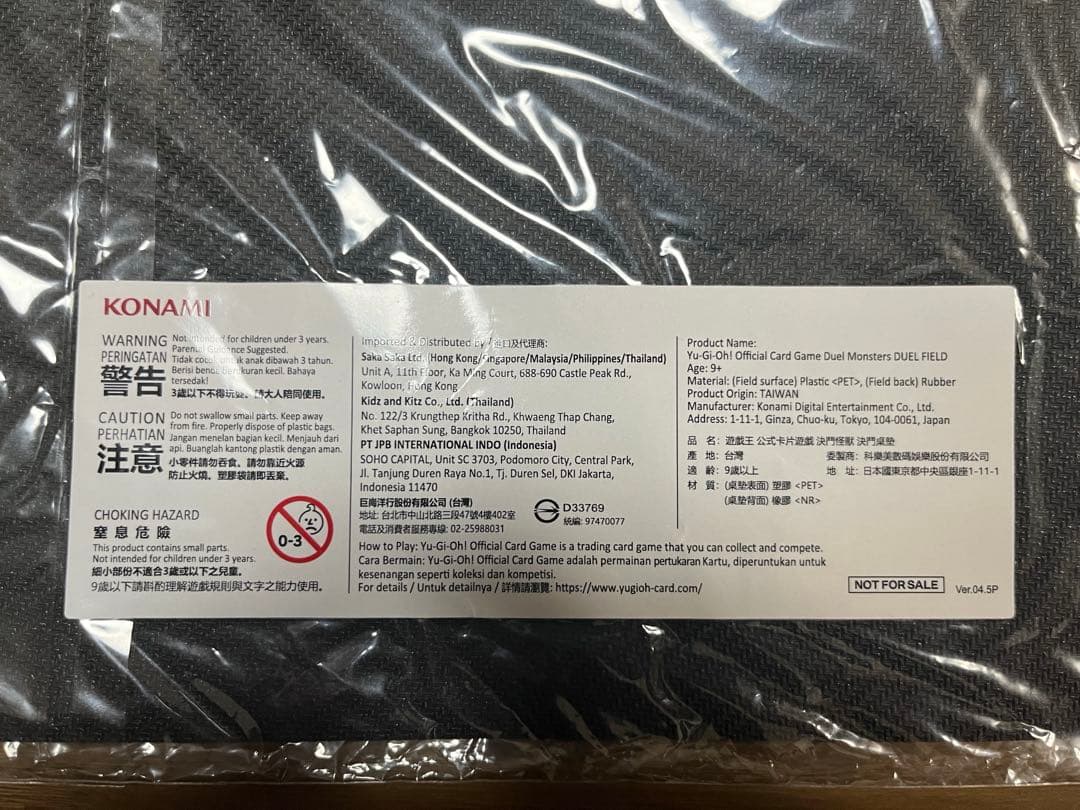 KONAMI
WARNING
PERINGATAN
警告
Not intended for children under 3 years.
Parental Guidance Suggested.
Tidak cocok untuk anak dibawah 3 tahun.
Berisi benda berukuran kecil. Bahaya
tersedak!
3歲以下不得玩耍。請大人陪同使用。
CAUTION
PERHATIAN
注意
Do not swallow small parts. Keep away
from fire. Properly dispose of plastic bags.
Jangan menelan bagian kecil. Menjauh dari
api. Buanglah kantong plastik dengan aman.
小零件請勿吞食。請勿靠近火源
防止火燒。塑膠袋請即丟棄。
CHOKING HAZARD
窒息危險
This product contains small parts.
Not intended for children under 3 years.
細小部份不適合3歲或以下之兒童。
9歲以下請斟酌理解遊戲規則與文字之能力使用。
0-3
Imported & Distributed by / 進口及代理商:
Saka Saka Ltd. (Hong Kong/Singapore/Malaysia/Philippines/Thailand)
Unit A, 11th Floor, Ka Ming Court, 688-690 Castle Peak Rd.,
Kowloon, Hong Kong
Kidz and Kitz Co., Ltd. (Thailand)
No. 122/3 Krungthep Kritha Rd., Khwaeng Thap Chang,
Khet Saphan Sung, Bangkok 10250, Thailand
PT JPB INTERNATIONAL INDO (Indonesia)
SOHO CAPITAL, Unit SC 3703, Podomoro City, Central Park,
Jl. Tanjung Duren Raya No.1, Tj. Duren Sel, DKI Jakarta,
Indonesia 11470
巨崗洋行股份有限公司 (台灣)
地址: 台北市中山北路三段47號4樓402室
電話及消費者服務專線: 02-25988031
D33769
統編: 97470077
How to Play: Yu-Gi-Oh! Official Card Game is a trading card game that you can collect and compete.
Cara Bermain: Yu-Gi-Oh! Official Card Game adalah permainan pertukaran Kartu, diperuntukan untuk
kesenangan seperti koleksi dan kompetisi.
For details / Untuk detailnya / 詳情請瀏覽: https://www.yugioh-card.com/
Product Name:
Yu-Gi-Oh! Official Card Game Duel Monsters DUEL FIELD
Age: 9+
Material: (Field surface) Plastic <PET>, (Field back) Rubber
Product Origin: TAIWAN
Manufacturer: Konami Digital Entertainment Co., Ltd.
Address: 1-11-1, Ginza, Chuo-ku, Tokyo, 104-0061, Japan
品 名: 遊戲王 公式卡片遊戲 決鬥怪獸 決鬥桌墊
產 地: 台灣 委製商: 科樂美數碼娛樂股份有限公司
適 齡: 9歲以上 地 址: 日本國東京都中央區銀座1-11-1
材 質: (桌墊表面) 塑膠 <PET>
(桌墊背面) 橡膠 <NR>
NOT FOR SALE
Ver.04.5P